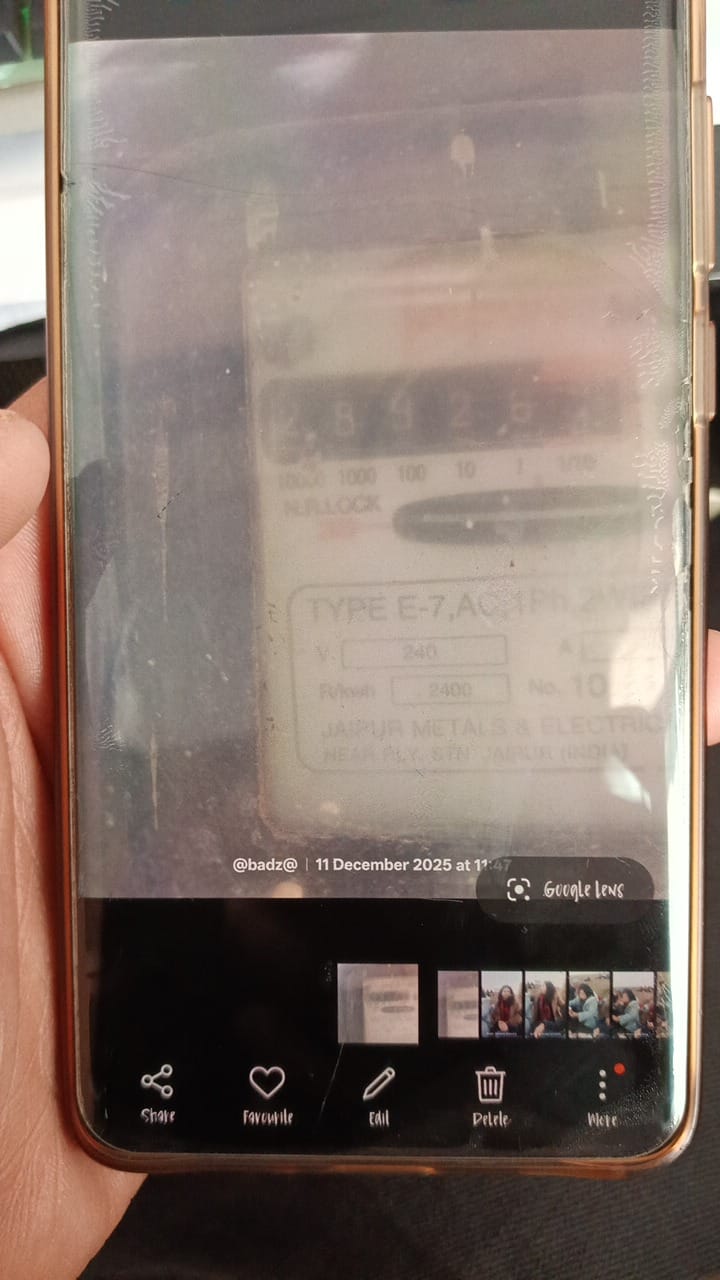 10000 1000 100 10 1 1/10
N.R.LOCK
TYPE E-7,AC,1Ph,2W
V. 240 A
R/kwh 2400 No. 10
JAIPUR METALS & ELECTRIC
NEAR RLY. STN. JAIPUR (INDIA)
@badz@ | 11 December 2025 at 11:47
Google Lens
Share Favourite Edit Delete More